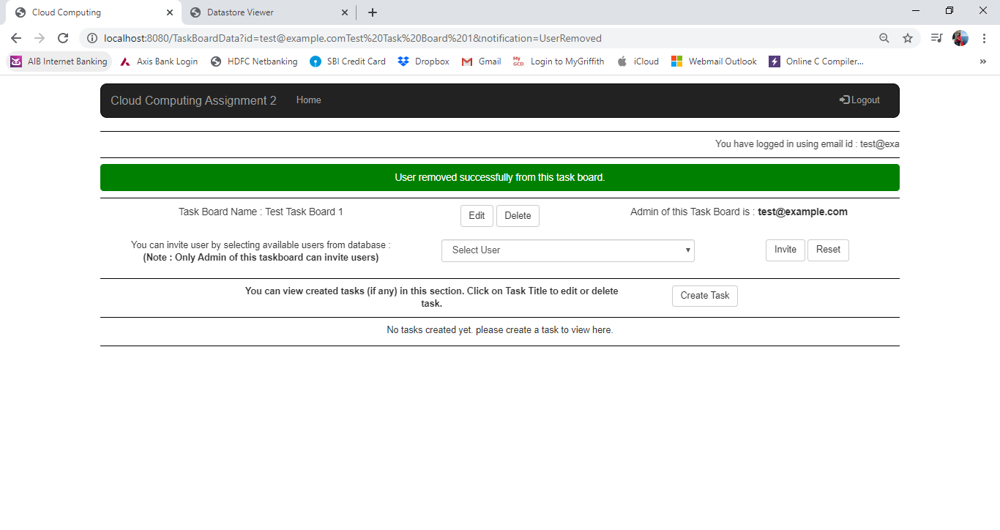 Cloud Computing
Datastore Viewer
localhost:8080/TaskBoardData?id=test@example.comTest%20Task%20Board%201&notification=UserRemoved
AIB Internet Banking
Axis Bank Login
HDFC Netbanking
SBI Credit Card
Dropbox
Gmail
My GCD.
Login to MyGriffith
iCloud
Webmail Outlook
Online C Compiler...
»
Cloud Computing Assignment 2
Home
Logout
You have logged in using email id : test@exa
User removed successfully from this task board.
Task Board Name : Test Task Board 1
Edit
Delete
Admin of this Task Board is : test@example.com
You can invite user by selecting available users from database :
(Note : Only Admin of this taskboard can invite users)
Select User
Invite
Reset
You can view created tasks (if any) in this section. Click on Task Title to edit or delete
task.
Create Task
No tasks created yet. please create a task to view here.